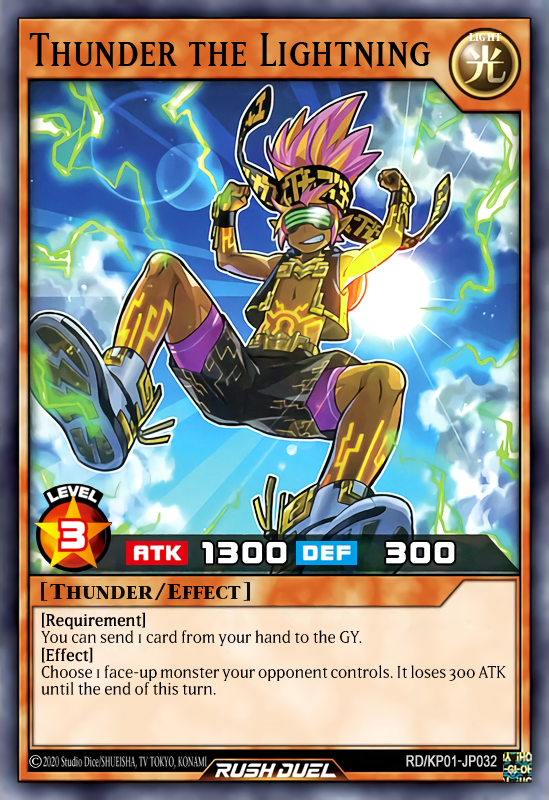 THUNDER THE LIGHTNING
LIGHT
光
LEVEL
3
ATK 1300 DEF 300
[THUNDER/EFFECT]
[Requirement]
You can send 1 card from your hand to the GY.
[Effect]
Choose 1 face-up monster your opponent controls. It loses 300 ATK
until the end of this turn.
©2020 Studio Dice/SHUEISHA, TV TOKYO, KONAMI
RUSH DUEL
RD/KP01-JP032